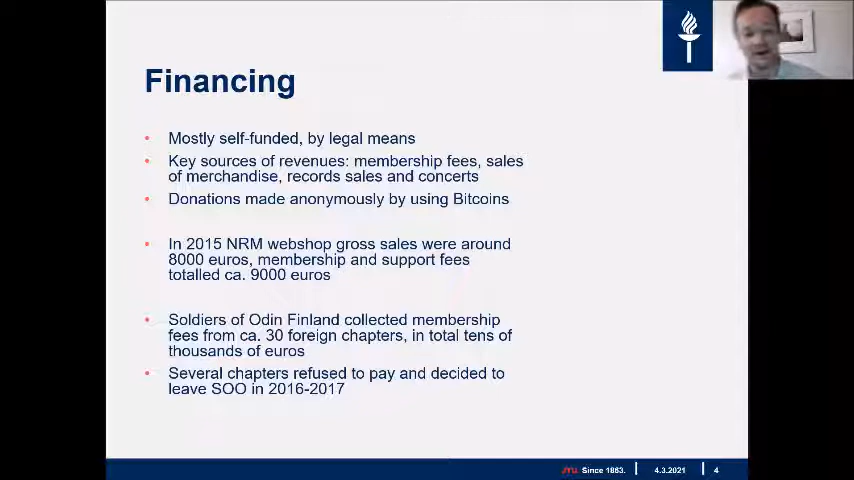 Financing
• Mostly self-funded, by legal means
• Key sources of revenues: membership fees, sales
of merchandise, records sales and concerts
• Donations made anonymously by using Bitcoins
• In 2015 NRM webshop gross sales were around
8000 euros, membership and support fees
totalled ca. 9000 euros
• Soldiers of Odin Finland collected membership
fees from ca. 30 foreign chapters, in total tens of
thousands of euros
• Several chapters refused to pay and decided to
leave SOO in 2016-2017
JYU. Since 1863. | 4.3.2021 | 4